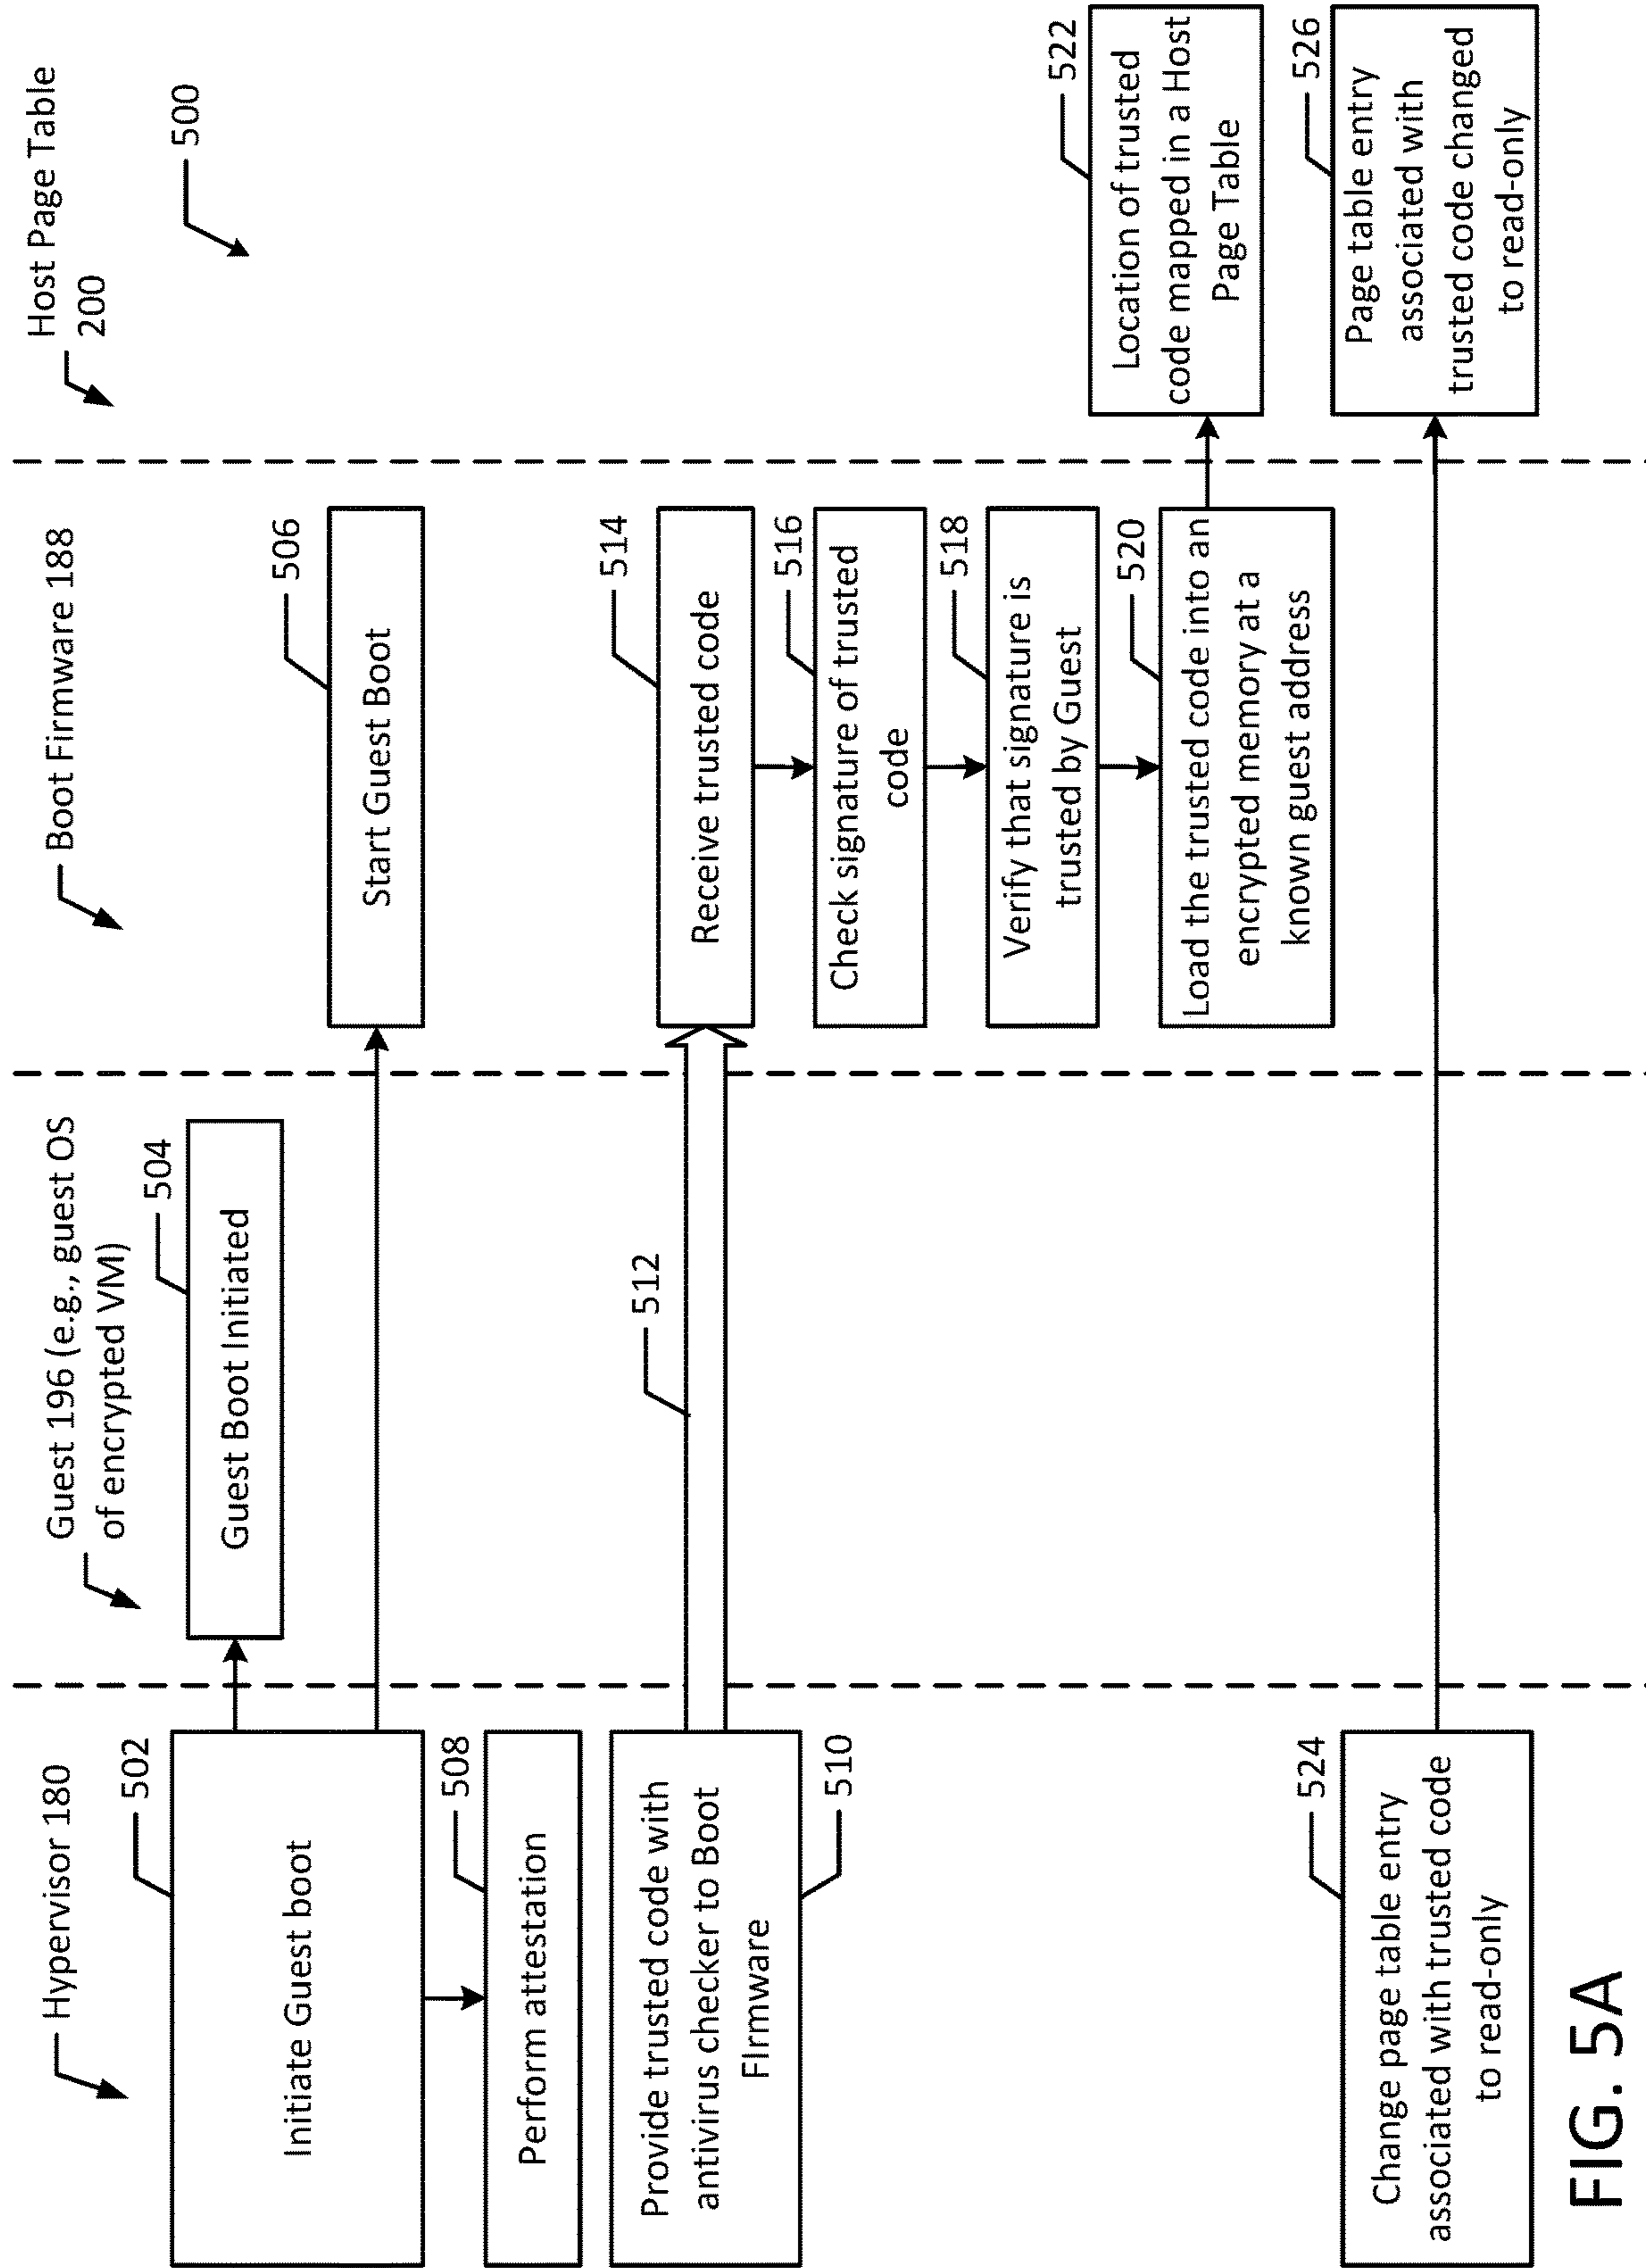 Hypervisor 180
Guest 196 (e.g., guest OS
of encrypted VM)
Boot Firmware 188
Host Page Table
200
500
502
Initiate Guest boot
504
Guest Boot Initiated
506
Start Guest Boot
508
Perform attestation
Provide trusted code with
antivirus checker to Boot
FIrmware
510
512
514
Receive trusted code
516
Check signature of trusted
code
518
Verify that signature is
trusted by Guest
520
Load the trusted code into an
encrypted memory at a
known guest address
522
Location of trusted
code mapped in a Host
Page Table
524
Change page table entry
associated with trusted code
to read-only
526
Page table entry
associated with
trusted code changed
to read-only
FIG. 5A